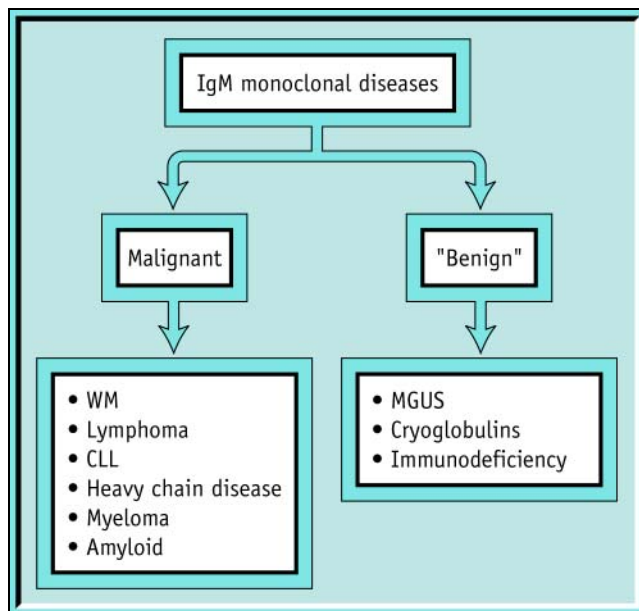 IgM monoclonal diseases
Malignant
"Benign"
• WM
• Lymphoma
• CLL
• Heavy chain disease
• Myeloma
• Amyloid
• MGUS
• Cryoglobulins
• Immunodeficiency